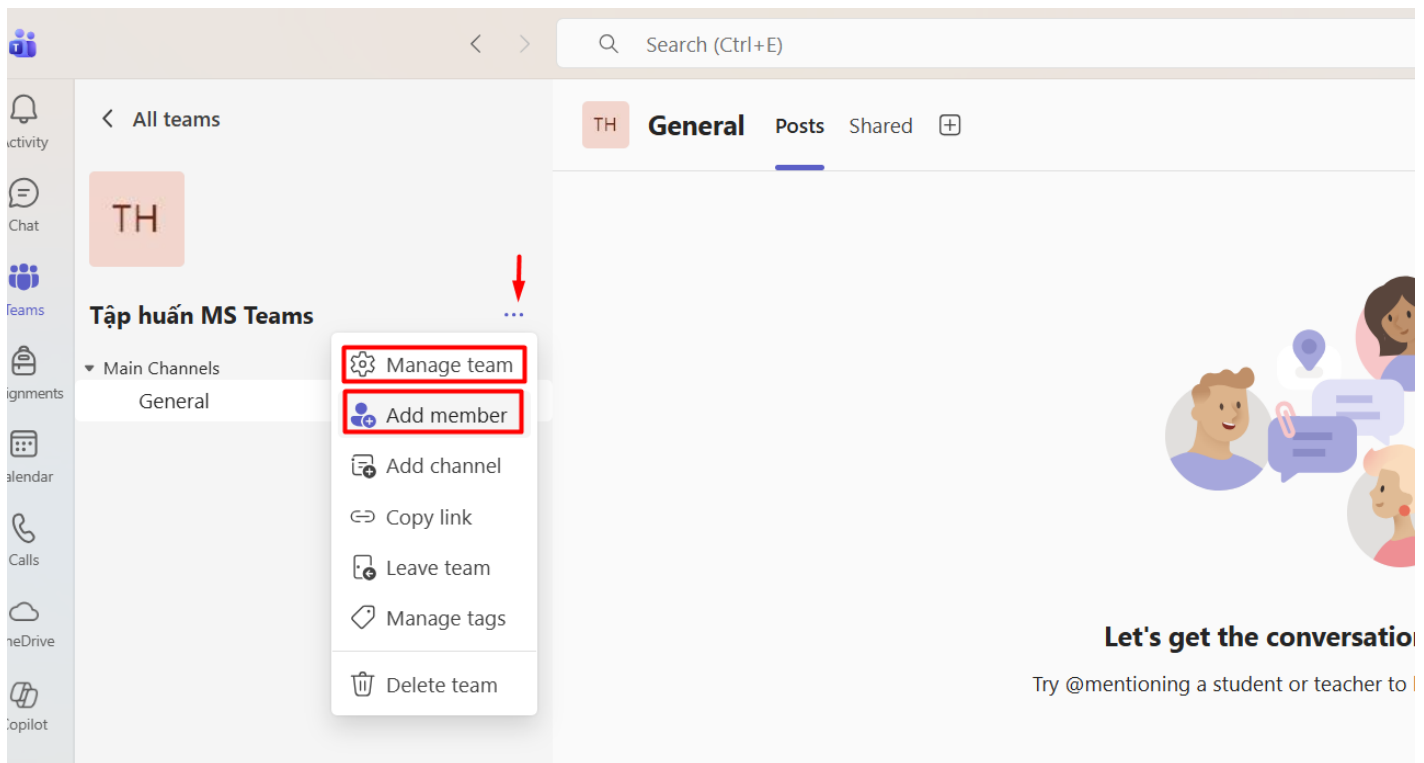 Search (Ctrl+E)
All teams
TH
Tập huấn MS Teams
Main Channels
General
Manage team
Add member
Add channel
Copy link
Leave team
Manage tags
Delete team
TH
General
Posts
Shared
Chat
Calls
Let's get the
Try @mentioning a student or teacher to